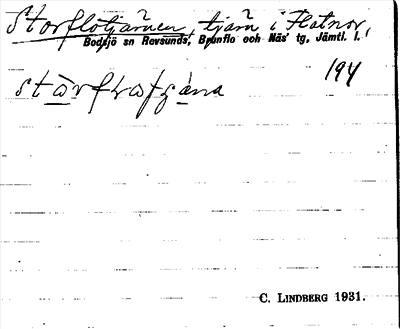 Storflotjärnen, tjärn i Flatnor,
Bodsjö sn Revsunds, Brunflo och Näs' tg, Jämtl. l.
194
C. LINDBERG 1931.